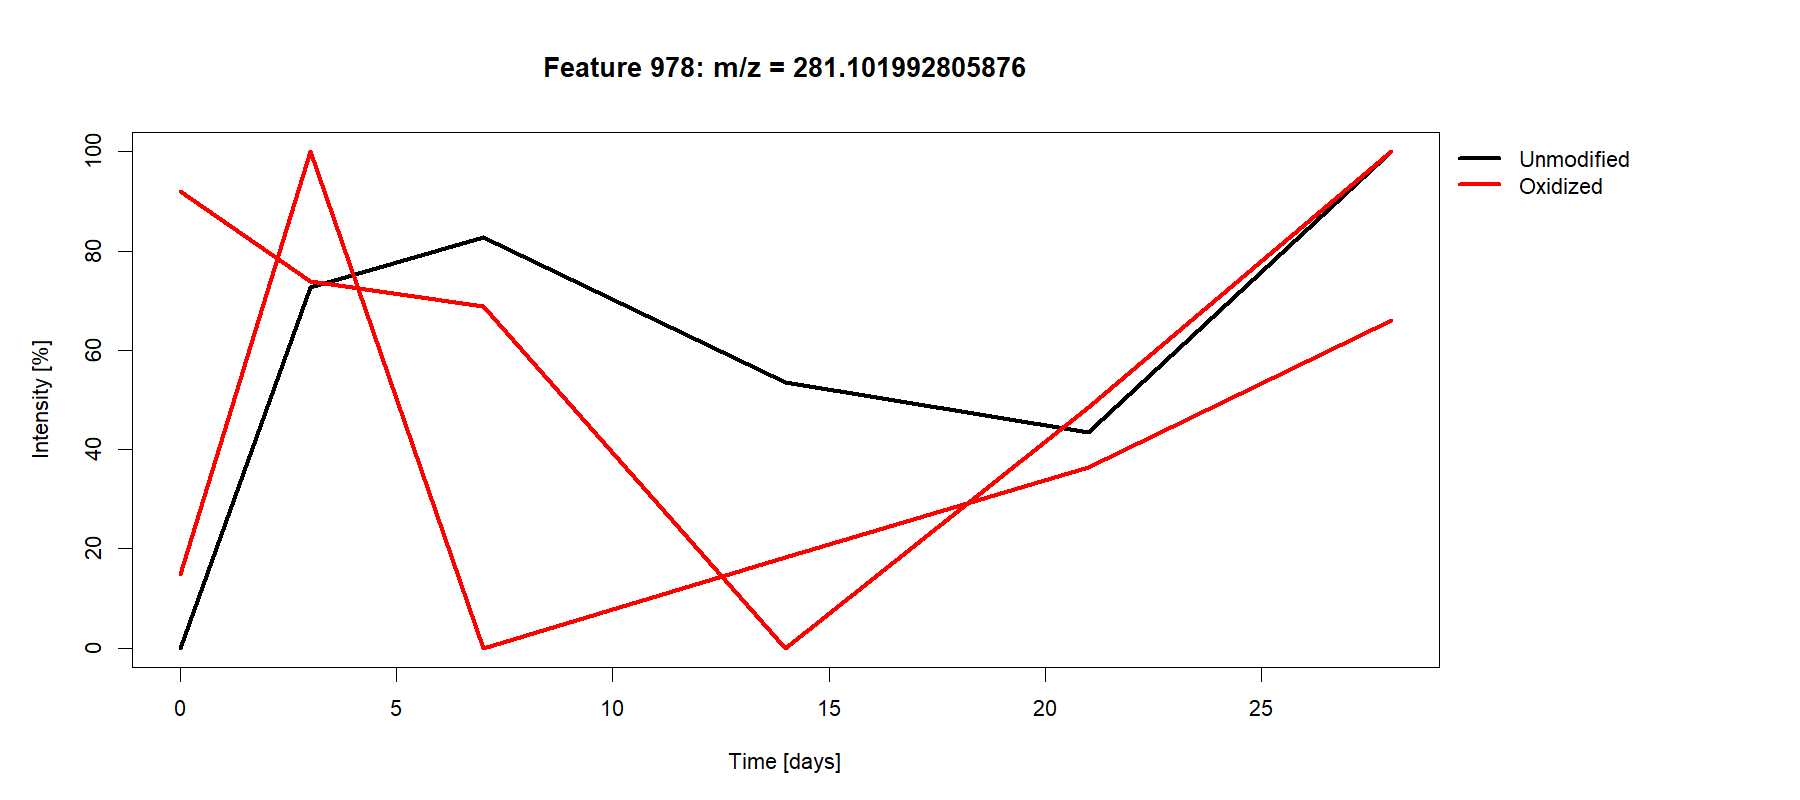 Feature 978: m/z = 281.101992805876
Unmodified
Oxidized
Intensity [%]
100
80
60
40
20
0
0 5 10 15 20 25
Time [days]